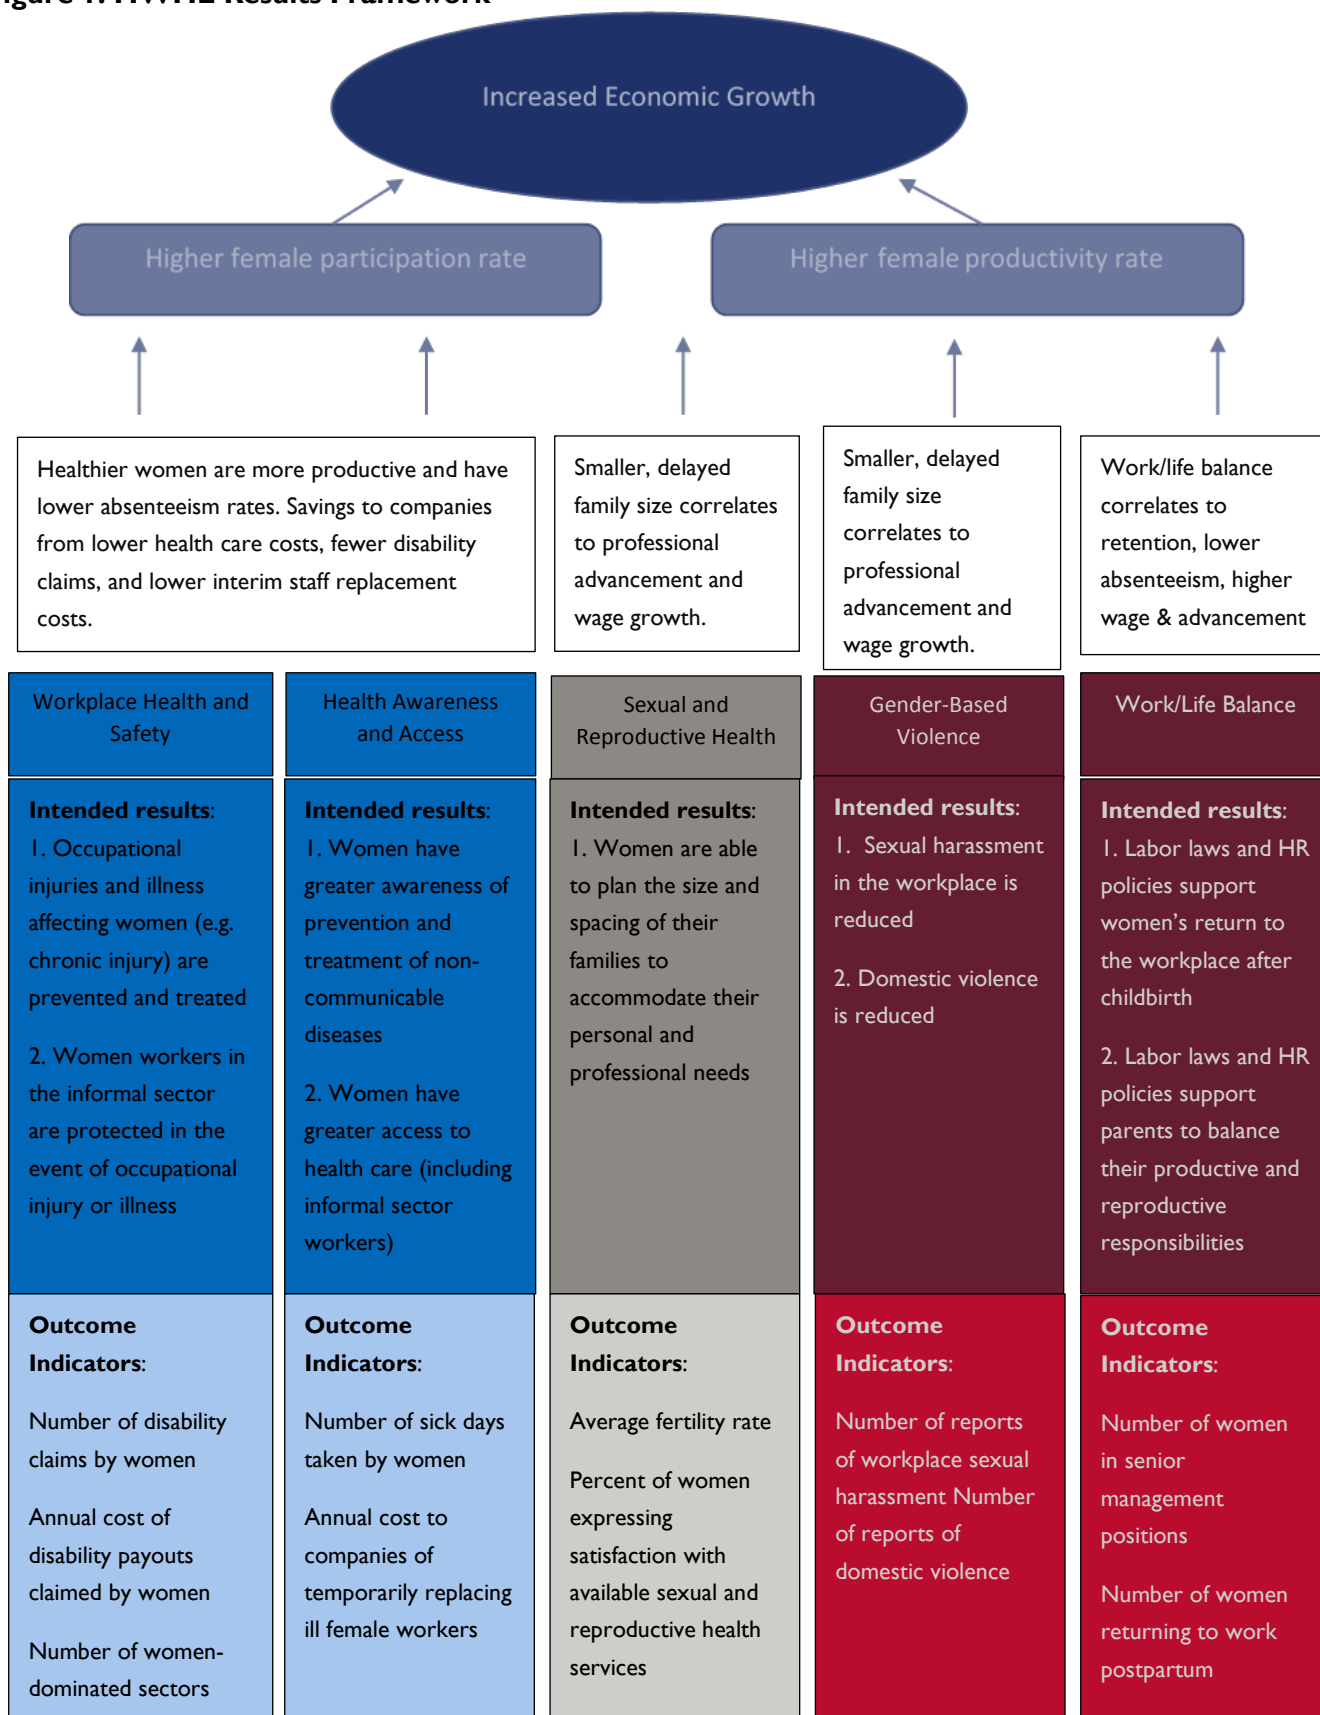 Figure 1. HWHE Results Framework
Increased Economic Growth
Higher female participation rate
Higher female productivity rate
Healthier women are more productive and have
lower absenteeism rates. Savings to companies
from lower health care costs, fewer disability
claims, and lower interim staff replacement
costs.
Smaller, delayed
family size correlates
to professional
advancement and
wage growth.
Smaller, delayed
family size
correlates to
professional
advancement and
wage growth.
Work/life balance
correlates to
retention, lower
absenteeism, higher
wage & advancement
Workplace Health and
Safety
Health Awareness
and Access
Sexual and
Reproductive Health
Gender-Based
Violence
Work/Life Balance
Intended results:
1. Occupational
injuries and illness
affecting women (e.g.
chronic injury) are
prevented and treated
2. Women workers in
the informal sector
are protected in the
event of occupational
injury or illness
Intended results:
1. Women have
greater awareness of
prevention and
treatment of non-
communicable
diseases
2. Women have
greater access to
health care (including
informal sector
workers)
Intended results:
1. Women are able
to plan the size and
spacing of their
families to
accommodate their
personal and
professional needs
Intended results:
1. Sexual harassment
in the workplace is
reduced
2. Domestic violence
is reduced
Intended results:
1. Labor laws and HR
policies support
women’s return to
the workplace after
childbirth
2. Labor laws and HR
policies support
parents to balance
their productive and
reproductive
responsibilities
Outcome
Indicators:
Number of disability
claims by women
Annual cost of
disability payouts
claimed by women
Number of women-
dominated sectors
Outcome
Indicators:
Number of sick days
taken by women
Annual cost to
companies of
temporarily replacing
ill female workers
Outcome
Indicators:
Average fertility rate
Percent of women
expressing
satisfaction with
available sexual and
reproductive health
services
Outcome
Indicators:
Number of reports
of workplace sexual
harassment Number
of reports of
domestic violence
Outcome
Indicators:
Number of women
in senior
management
positions
Number of women
returning to work
postpartum